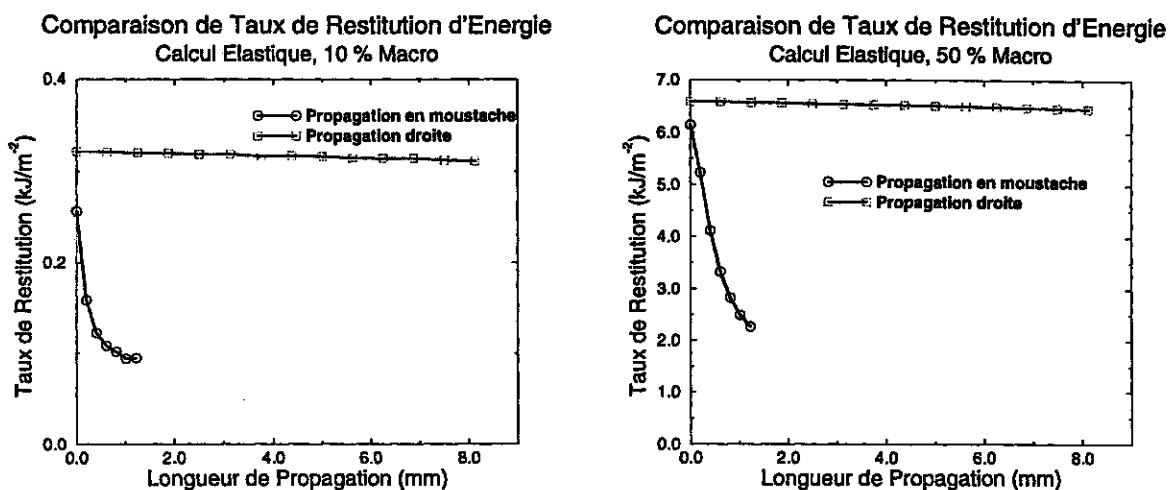 Comparaison de Taux de Restitution d'Energie
Calcul Elastique, 10 % Macro
0.4
0.2
0.0
Taux de Restitution (kJ/m⁻²)
Propagation en moustache
Propagation droite
0.0 2.0 4.0 6.0 8.0
Longueur de Propagation (mm)
Comparaison de Taux de Restitution d'Energie
Calcul Elastique, 50 % Macro
7.0
6.0
5.0
4.0
3.0
2.0
1.0
0.0
Taux de Restitution (kJ/m⁻²)
Propagation en moustache
Propagation droite
0.0 2.0 4.0 6.0 8.0
Longueur de Propagation (mm)